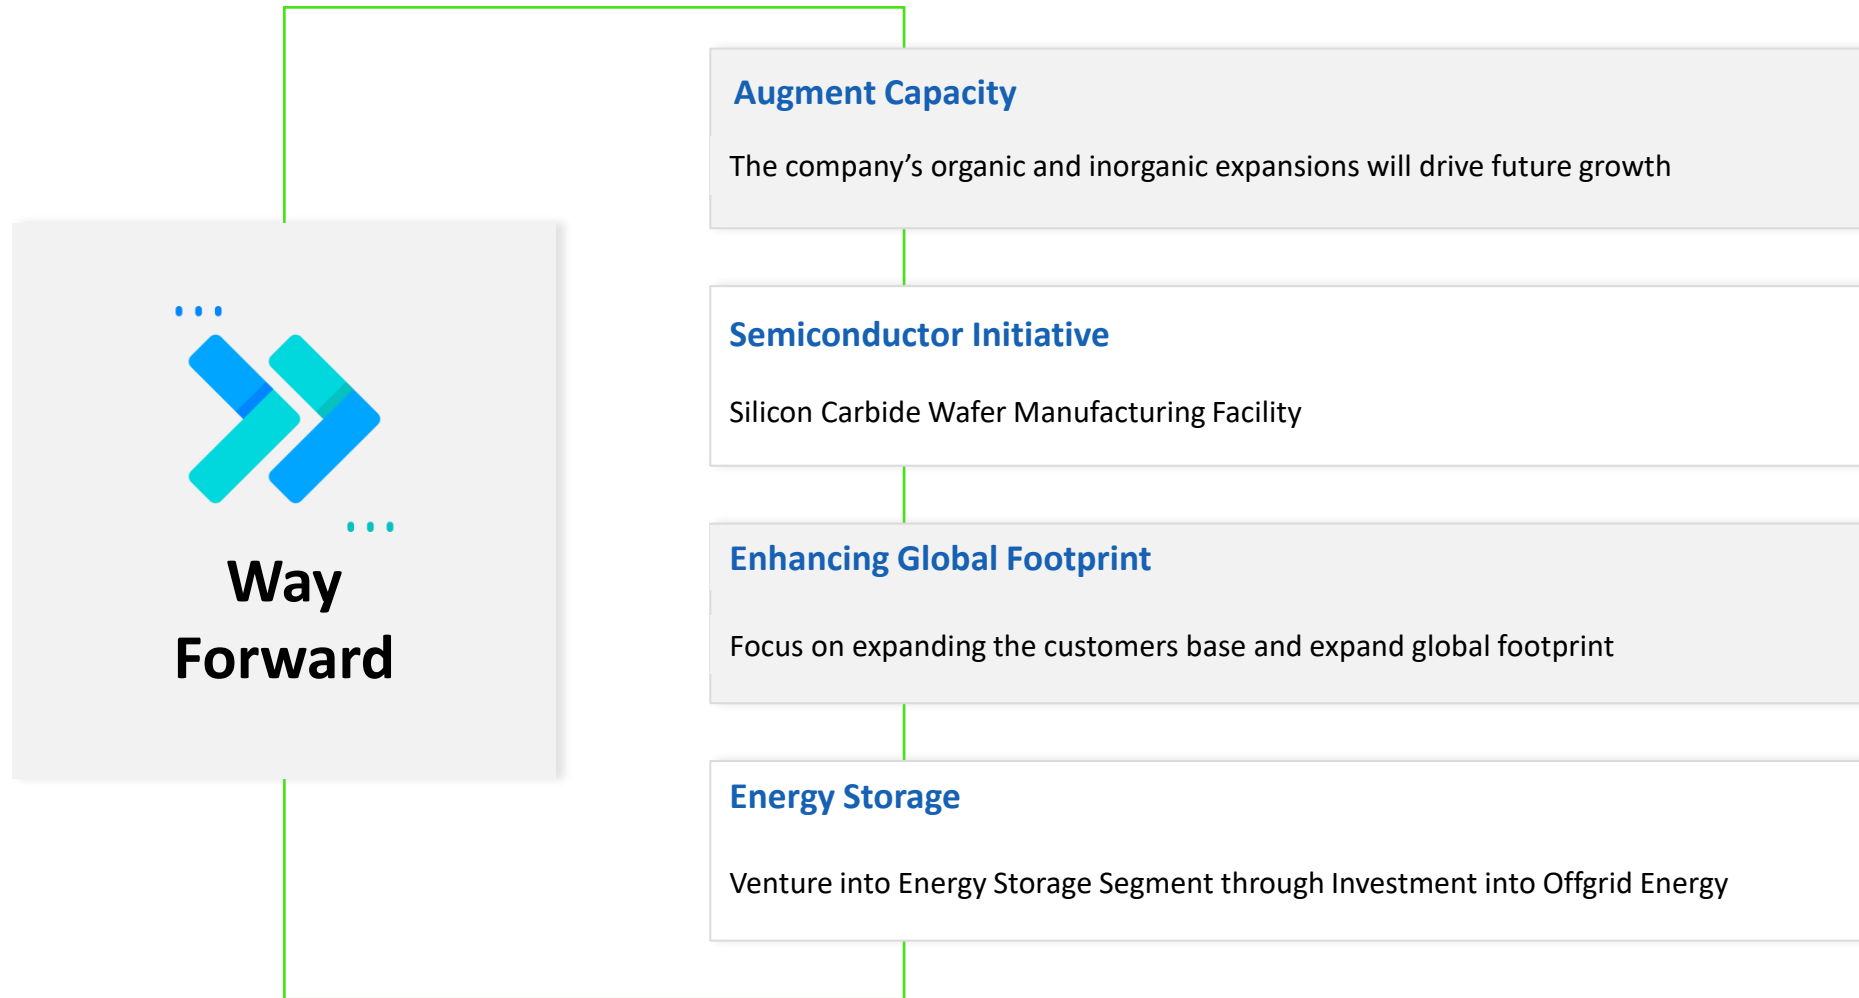 Way
Forward
Augment Capacity
The company’s organic and inorganic expansions will drive future growth
Semiconductor Initiative
Silicon Carbide Wafer Manufacturing Facility
Enhancing Global Footprint
Focus on expanding the customers base and expand global footprint
Energy Storage
Venture into Energy Storage Segment through Investment into Offgrid Energy